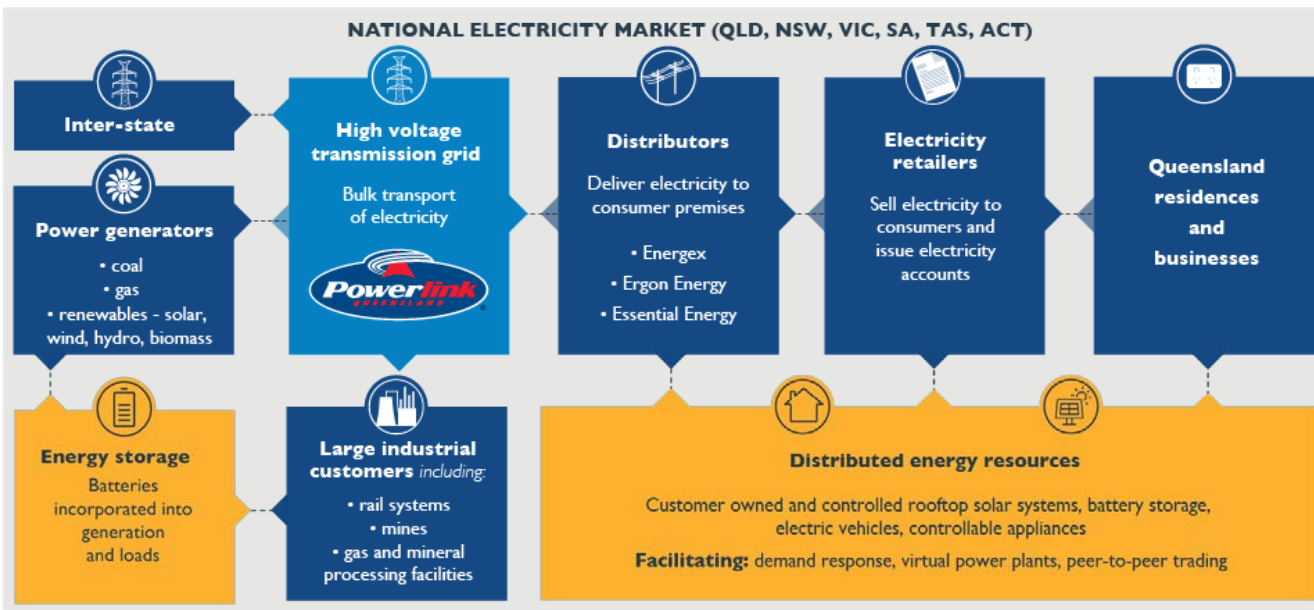 NATIONAL ELECTRICITY MARKET (QLD, NSW, VIC, SA, TAS, ACT)
Inter-state
Power generators
• coal
• gas
• renewables - solar,
wind, hydro, biomass
High voltage
transmission grid
Bulk transport
of electricity
Powerlink
QUEENSLAND
Distributors
Deliver electricity to
consumer premises
• Energex
• Ergon Energy
• Essential Energy
Electricity
retailers
Sell electricity to
consumers and
issue electricity
accounts
Queensland
residences
and
businesses
Energy storage
Batteries
incorporated into
generation
and loads
Large industrial
customers including:
• rail systems
• mines
• gas and mineral
processing facilities
Distributed energy resources
Customer owned and controlled rooftop solar systems, battery storage,
electric vehicles, controllable appliances
Facilitating: demand response, virtual power plants, peer-to-peer trading